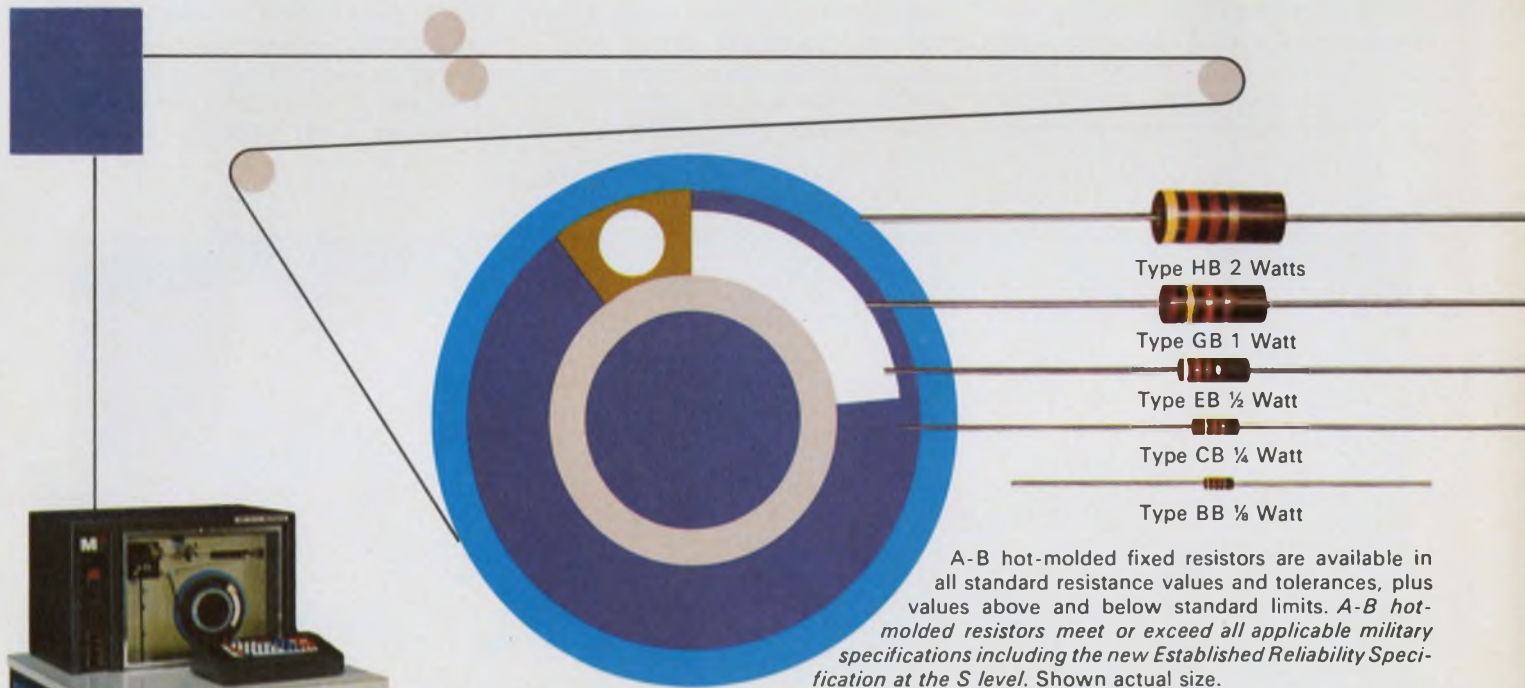 Type HB 2 Watts
Type GB 1 Watt
Type EB ½ Watt
Type CB ¼ Watt
Type BB ⅛ Watt
A-B hot-molded fixed resistors are available in
all standard resistance values and tolerances, plus
values above and below standard limits. A-B hot-
molded resistors meet or exceed all applicable military
specifications including the new Established Reliability Speci-
fication at the S level. Shown actual size.
M